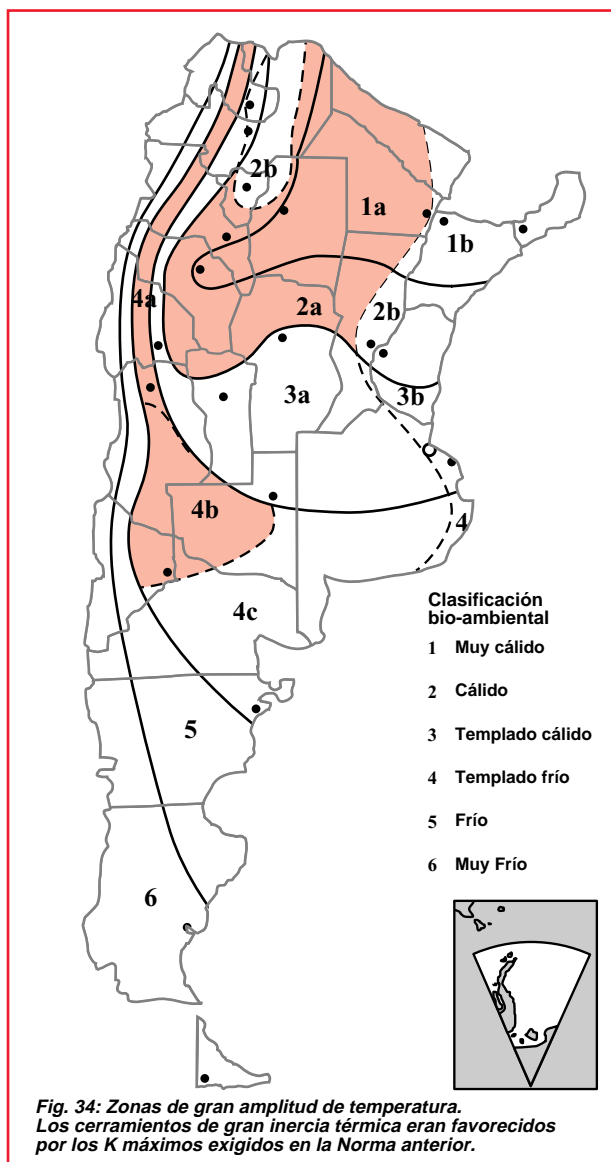 2b
1a
1b
4a
2a
2b
3a
3b
4b
4
4c
5
6
Clasificación
bio-ambiental
1 Muy cálido
2 Cálido
3 Templado cálido
4 Templado frío
5 Frío
6 Muy Frío
Fig. 34: Zonas de gran amplitud de temperatura.
Los cerramientos de gran inercia térmica eran favorecidos
por los K máximos exigidos en la Norma anterior.